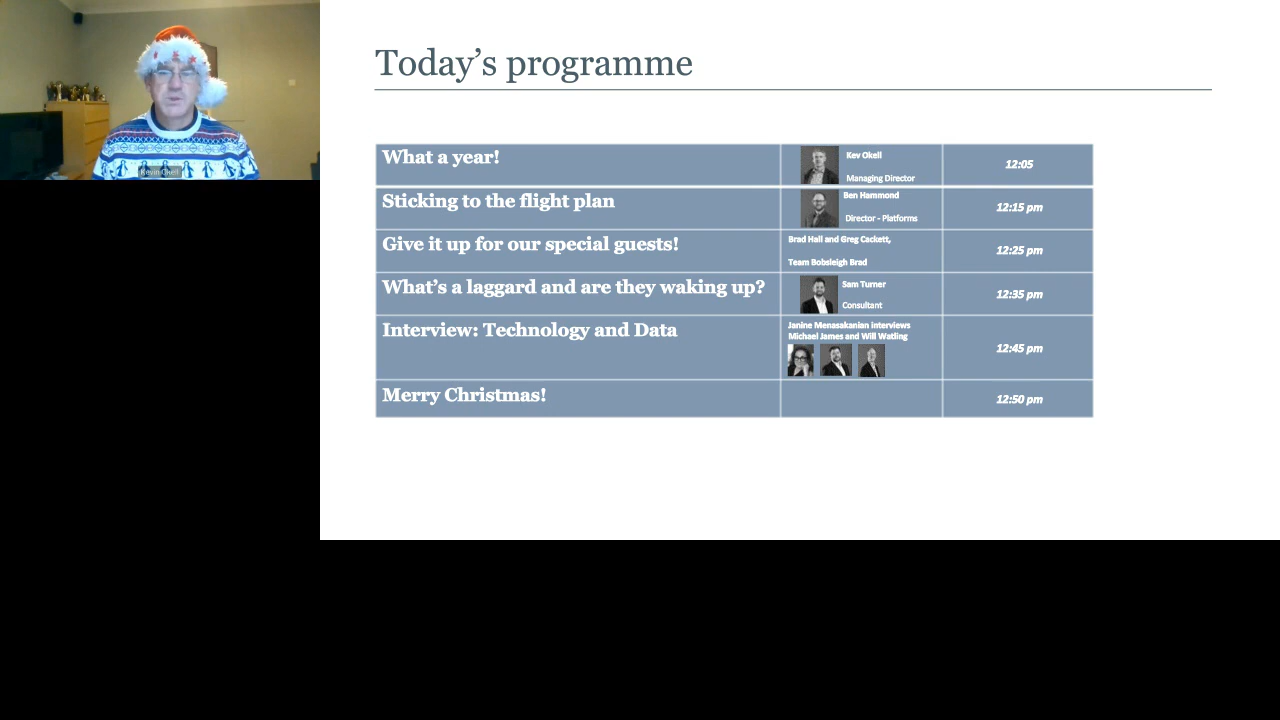 Today's programme
What a year!
Kev Okell
Managing Director
12:05
Sticking to the flight plan
Ben Hammond
Director - Platforms
12:15 pm
Give it up for our special guests!
Brad Hall and Greg Cackett,
Team Bobsleigh Brad
12:25 pm
What's a laggard and are they waking up?
Sam Turner
Consultant
12:35 pm
Interview: Technology and Data
Janine Menasakanian interviews
Michael James and Will Watling
12:45 pm
Merry Christmas!
12:50 pm
Kevin Okell